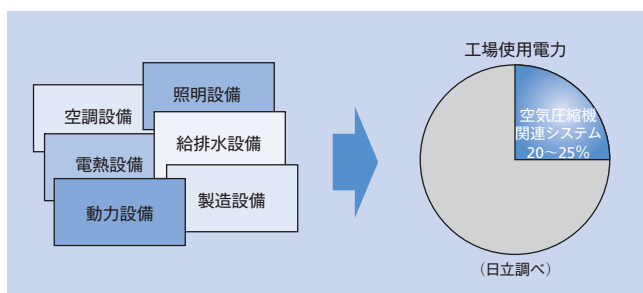 照明設備
空調設備
給排水設備
電熱設備
製造設備
動力設備
工場使用電力
空気圧縮機
関連システム
20～25%
（日立調べ）